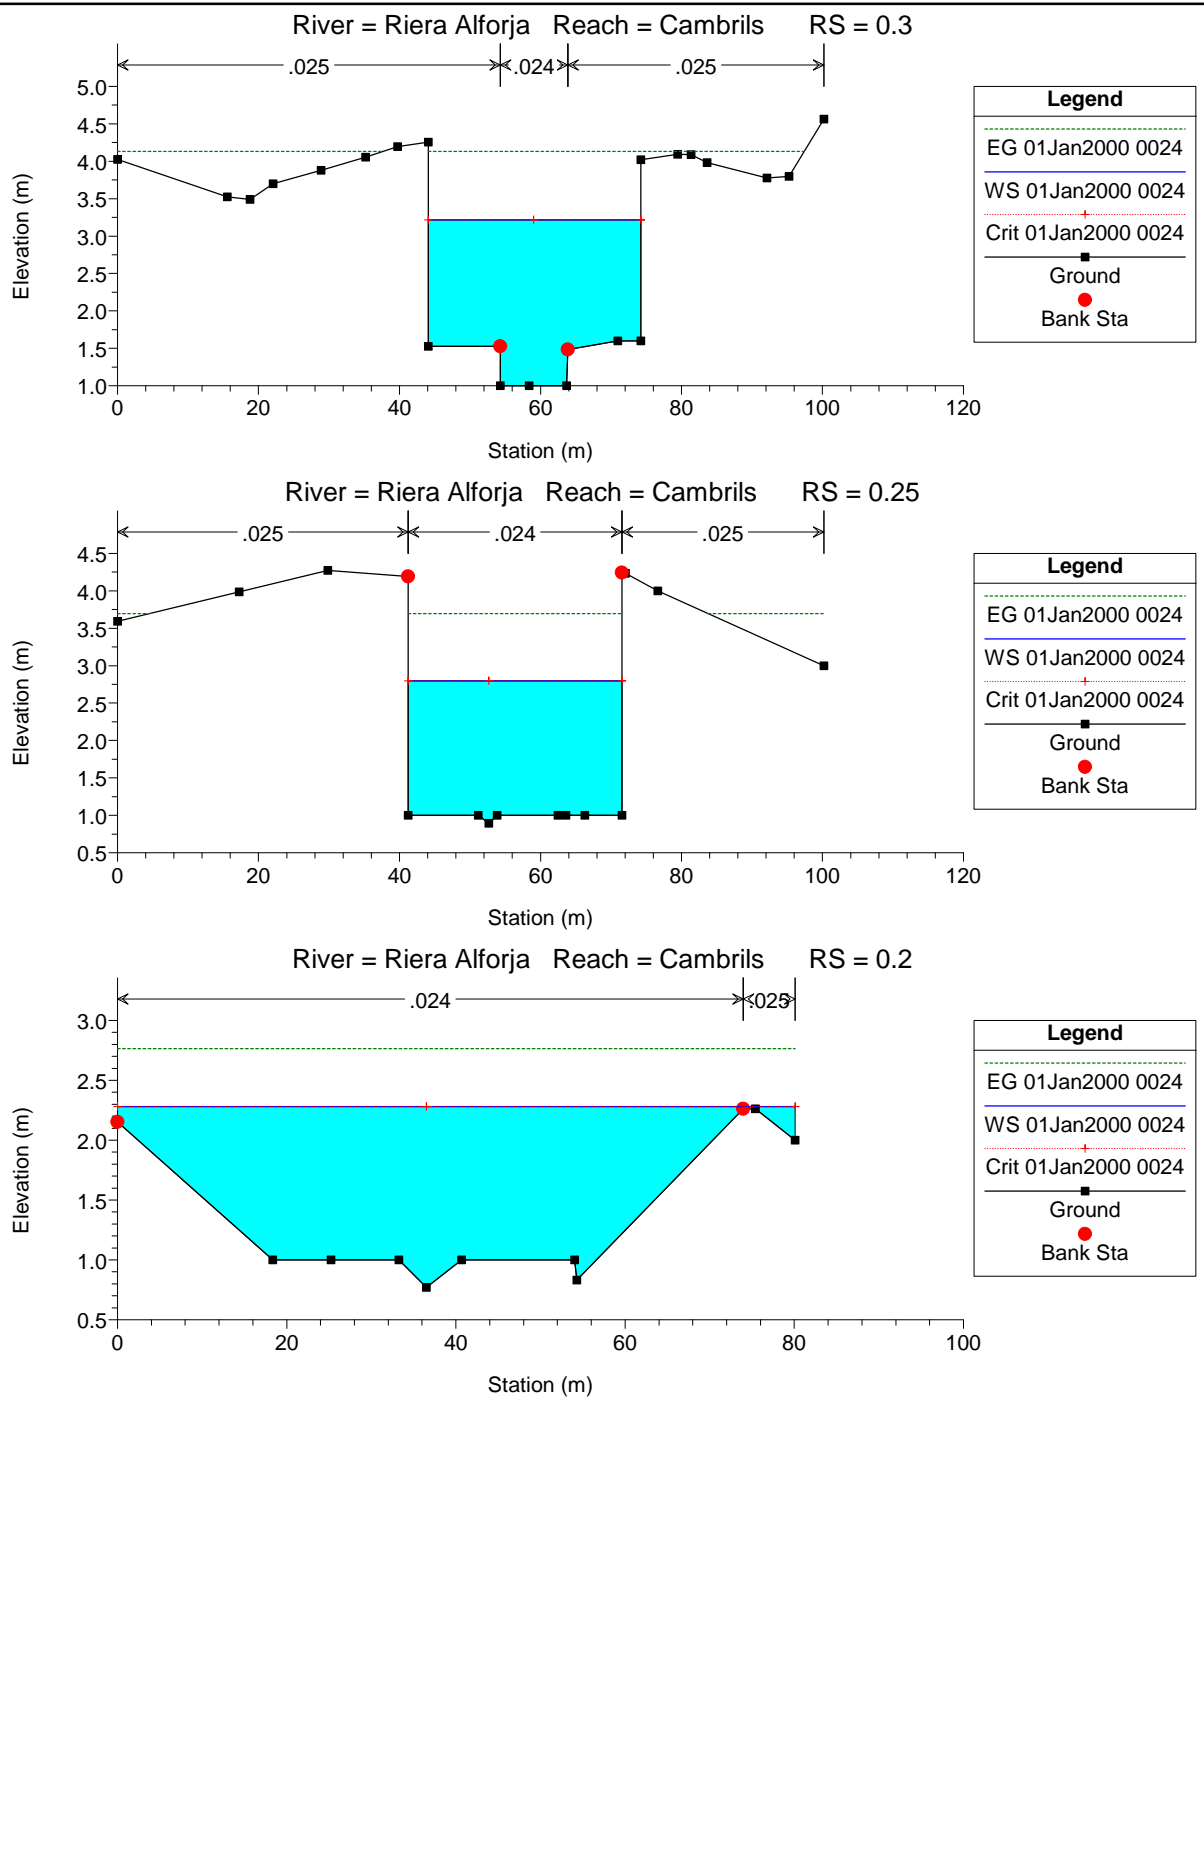 River = Riera Alforja Reach = Cambrils RS = 0.3
.025
.024
.025
5.0
4.5
4.0
3.5
3.0
2.5
2.0
1.5
1.0
Elevation (m)
0 20 40 60 80 100 120
Station (m)
Legend
EG 01Jan2000 0024
WS 01Jan2000 0024
Crit 01Jan2000 0024
Ground
Bank Sta
River = Riera Alforja Reach = Cambrils RS = 0.25
.025
.024
.025
4.5
4.0
3.5
3.0
2.5
2.0
1.5
1.0
0.5
Elevation (m)
0 20 40 60 80 100 120
Station (m)
Legend
EG 01Jan2000 0024
WS 01Jan2000 0024
Crit 01Jan2000 0024
Ground
Bank Sta
River = Riera Alforja Reach = Cambrils RS = 0.2
.024
.025
3.0
2.5
2.0
1.5
1.0
0.5
Elevation (m)
0 20 40 60 80 100
Station (m)
Legend
EG 01Jan2000 0024
WS 01Jan2000 0024
Crit 01Jan2000 0024
Ground
Bank Sta